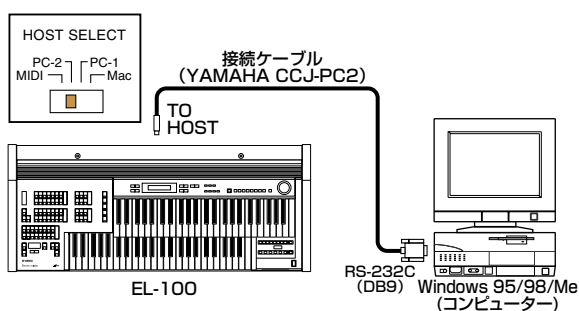 HOST SELECT
PC-2 PC-1
MIDI Mac
接続ケーブル
（YAMAHA CCJ-PC2）
TO
HOST
EL-100
RS-232C
（DB9）
Windows 95/98/Me
（コンピューター）